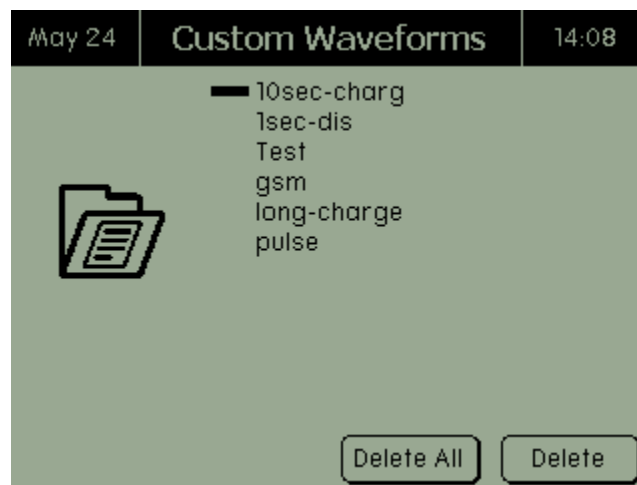 May 24 Custom Waveforms 14:08
10sec-charg
1sec-dis
Test
gsm
long-charge
pulse
Delete All Delete